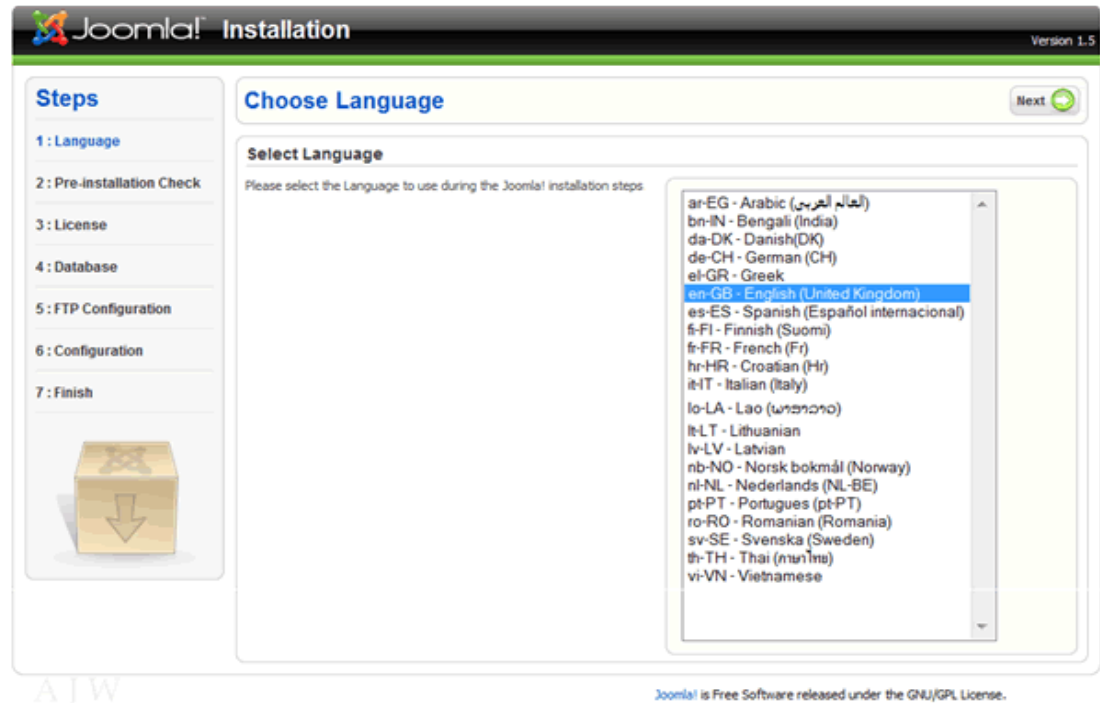 Joomla! Installation
Version 1.5
Steps
1 : Language
2 : Pre-installation Check
3 : License
4 : Database
5 : FTP Configuration
6 : Configuration
7 : Finish
Choose Language
Next
Select Language
Please select the Language to use during the Joomla! installation steps
ar-EG - Arabic (العالم العربي)
bn-IN - Bengali (India)
da-DK - Danish(DK)
de-CH - German (CH)
el-GR - Greek
en-GB - English (United Kingdom)
es-ES - Spanish (Español internacional)
fi-FI - Finnish (Suomi)
fr-FR - French (Fr)
hr-HR - Croatian (Hr)
it-IT - Italian (Italy)
lo-LA - Lao (ພາສາລາວ)
lt-LT - Lithuanian
lv-LV - Latvian
nb-NO - Norsk bokmål (Norway)
nl-NL - Nederlands (NL-BE)
pt-PT - Portugues (pt-PT)
ro-RO - Romanian (Romania)
sv-SE - Svenska (Sweden)
th-TH - Thai (ภาษาไทย)
vi-VN - Vietnamese
AJW
Joomla! is Free Software released under the GNU/GPL License.